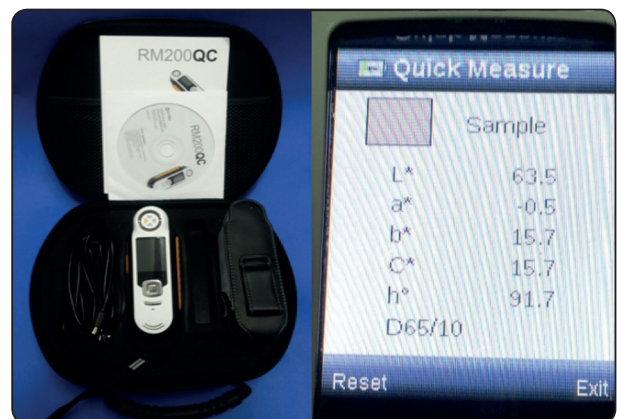 RM200QC
RM200QC
Quick Measure
Sample
L* 63.5
a* -0.5
b* 15.7
C* 15.7
h° 91.7
D65/10
Reset Exit